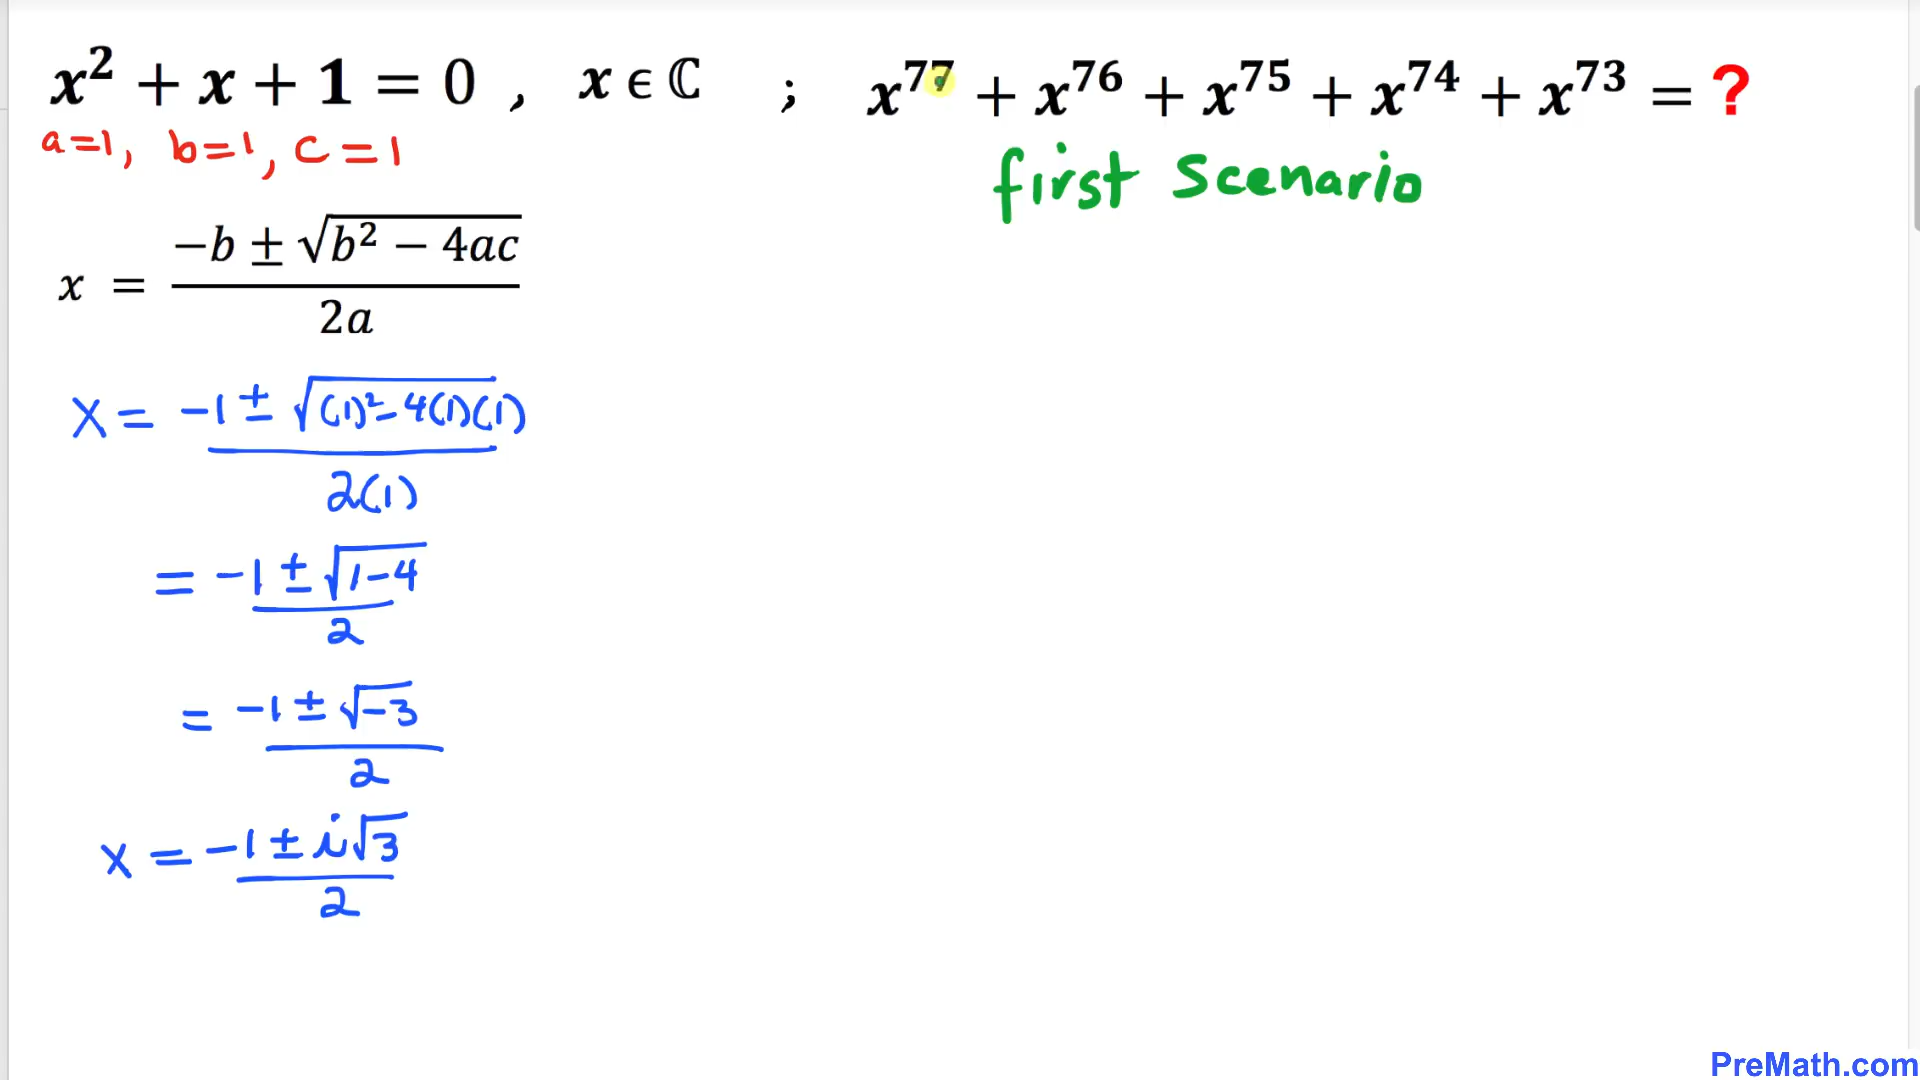 x² + x + 1 = 0 , x ∈ ℂ ; x⁷⁷ + x⁷⁶ + x⁷⁵ + x⁷⁴ + x⁷³ = ?
a=1, b=1, c=1
first scenario
x = (-b ± √(b² − 4ac)) / 2a
x = (-1 ± √((1)² - 4(1)(1))) / 2(1)
= (-1 ± √(1-4)) / 2
= (-1 ± √-3) / 2
x = (-1 ± i√3) / 2
PreMath.com